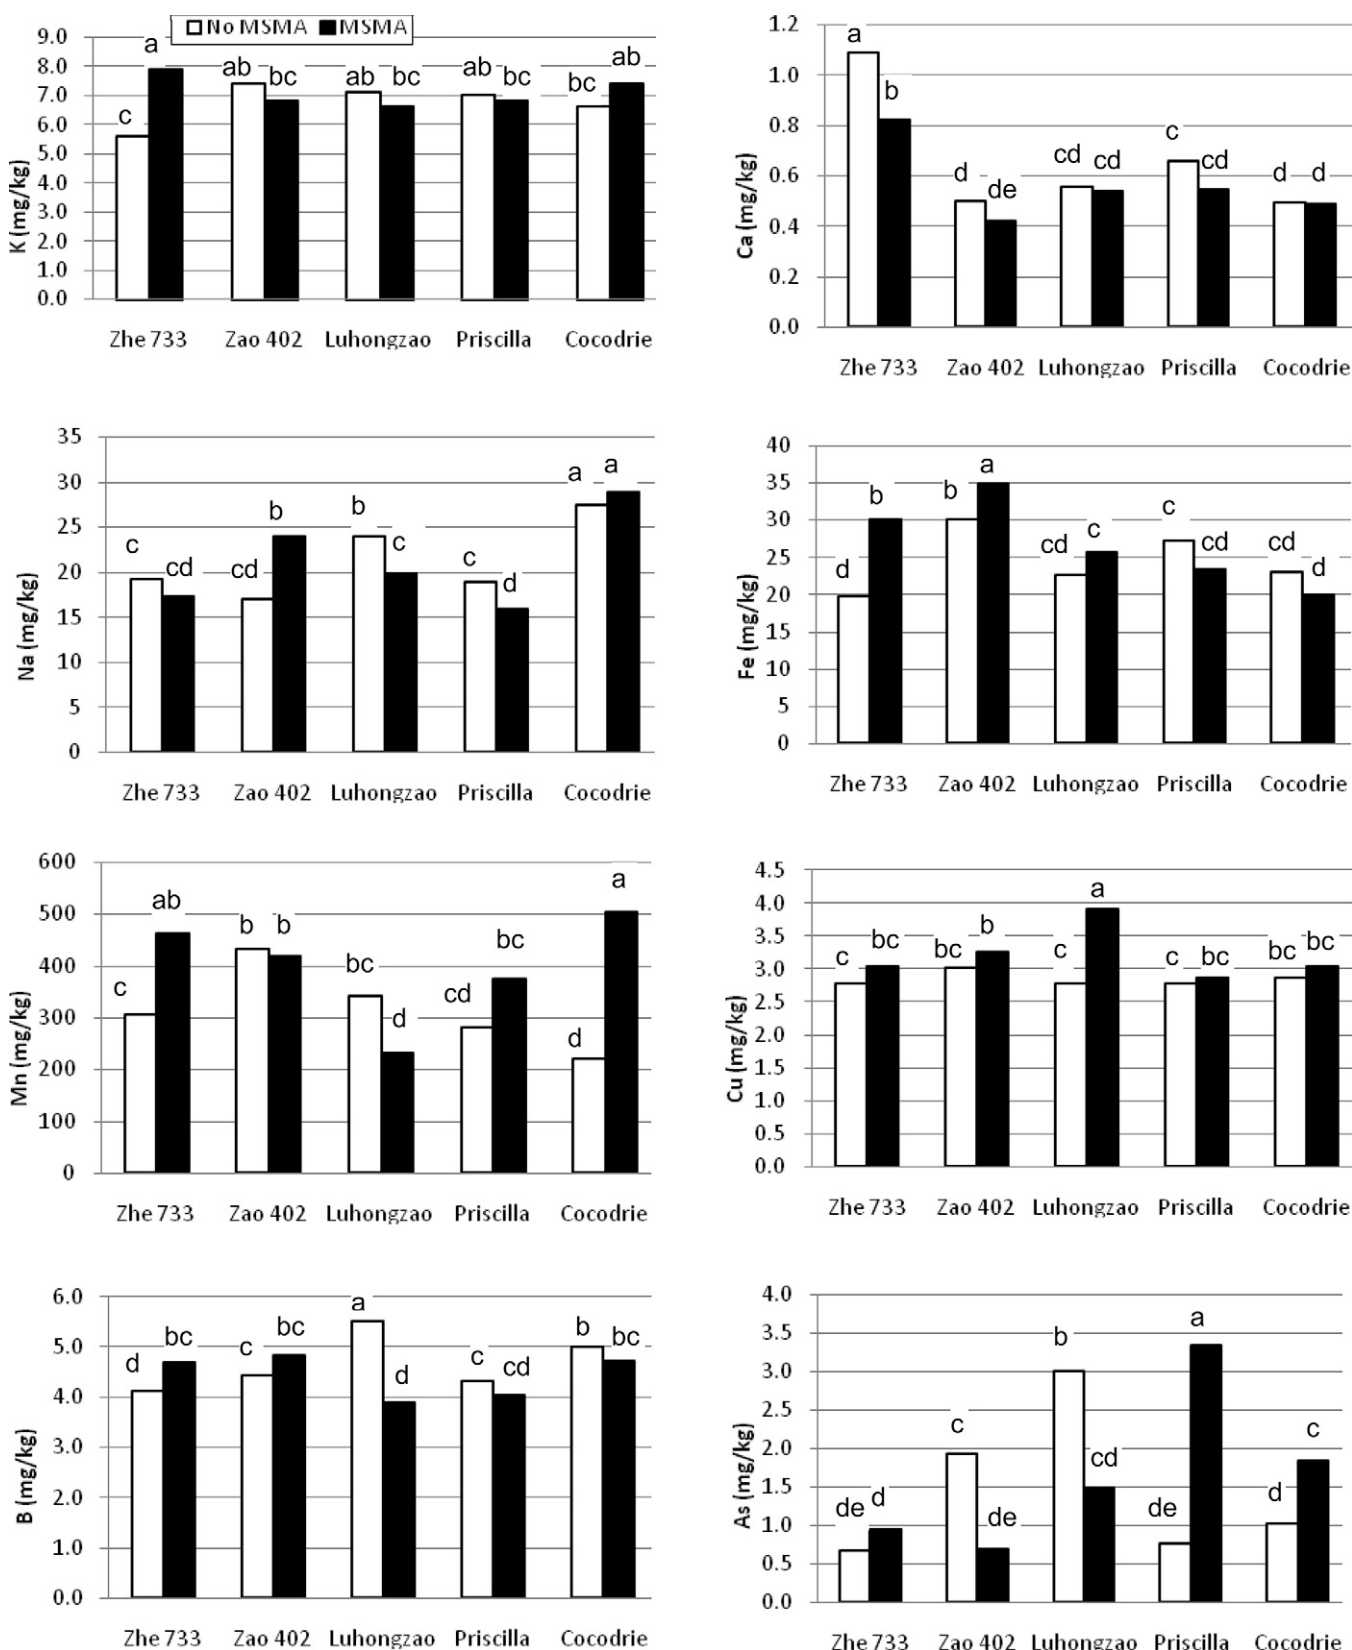 No MSMA MSMA
K (mg/kg)
9.0
8.0
7.0
6.0
5.0
4.0
3.0
2.0
1.0
0.0
c a ab bc ab bc ab bc bc ab
Zhe 733 Zao 402 Luhongzao Priscilla Cocodrie
Ca (mg/kg)
1.2
1.0
0.8
0.6
0.4
0.2
0.0
a b d de cd cd c cd d d
Zhe 733 Zao 402 Luhongzao Priscilla Cocodrie
Na (mg/kg)
35
30
25
20
15
10
5
0
c cd cd b b c c d a a
Zhe 733 Zao 402 Luhongzao Priscilla Cocodrie
Fe (mg/kg)
40
35
30
25
20
15
10
5
0
d b b a cd c c cd cd d
Zhe 733 Zao 402 Luhongzao Priscilla Cocodrie
Mn (mg/kg)
600
500
400
300
200
100
0
c ab b b bc d cd bc d a
Zhe 733 Zao 402 Luhongzao Priscilla Cocodrie
Cu (mg/kg)
4.5
4.0
3.5
3.0
2.5
2.0
1.5
1.0
0.5
0.0
c bc bc b c a c bc bc bc
Zhe 733 Zao 402 Luhongzao Priscilla Cocodrie
B (mg/kg)
6.0
5.0
4.0
3.0
2.0
1.0
0.0
d bc c bc a d c cd b bc
Zhe 733 Zao 402 Luhongzao Priscilla Cocodrie
As (mg/kg)
4.0
3.5
3.0
2.5
2.0
1.5
1.0
0.5
0.0
de d c de b cd de a d c
Zhe 733 Zao 402 Luhongzao Priscilla Cocodrie